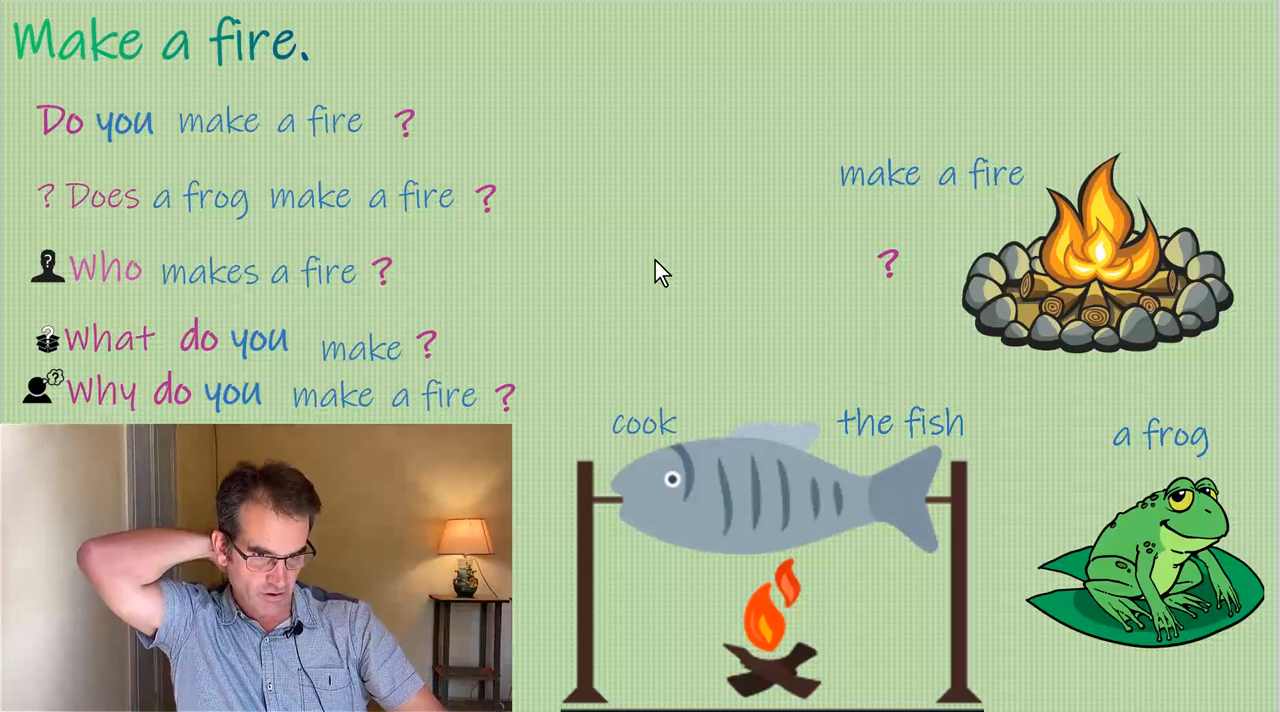 Make a fire.
Do you make a fire ?
? Does a frog make a fire ?
? Who makes a fire ?
? What do you make ?
? Why do you make a fire ?
make a fire
?
cook the fish
a frog